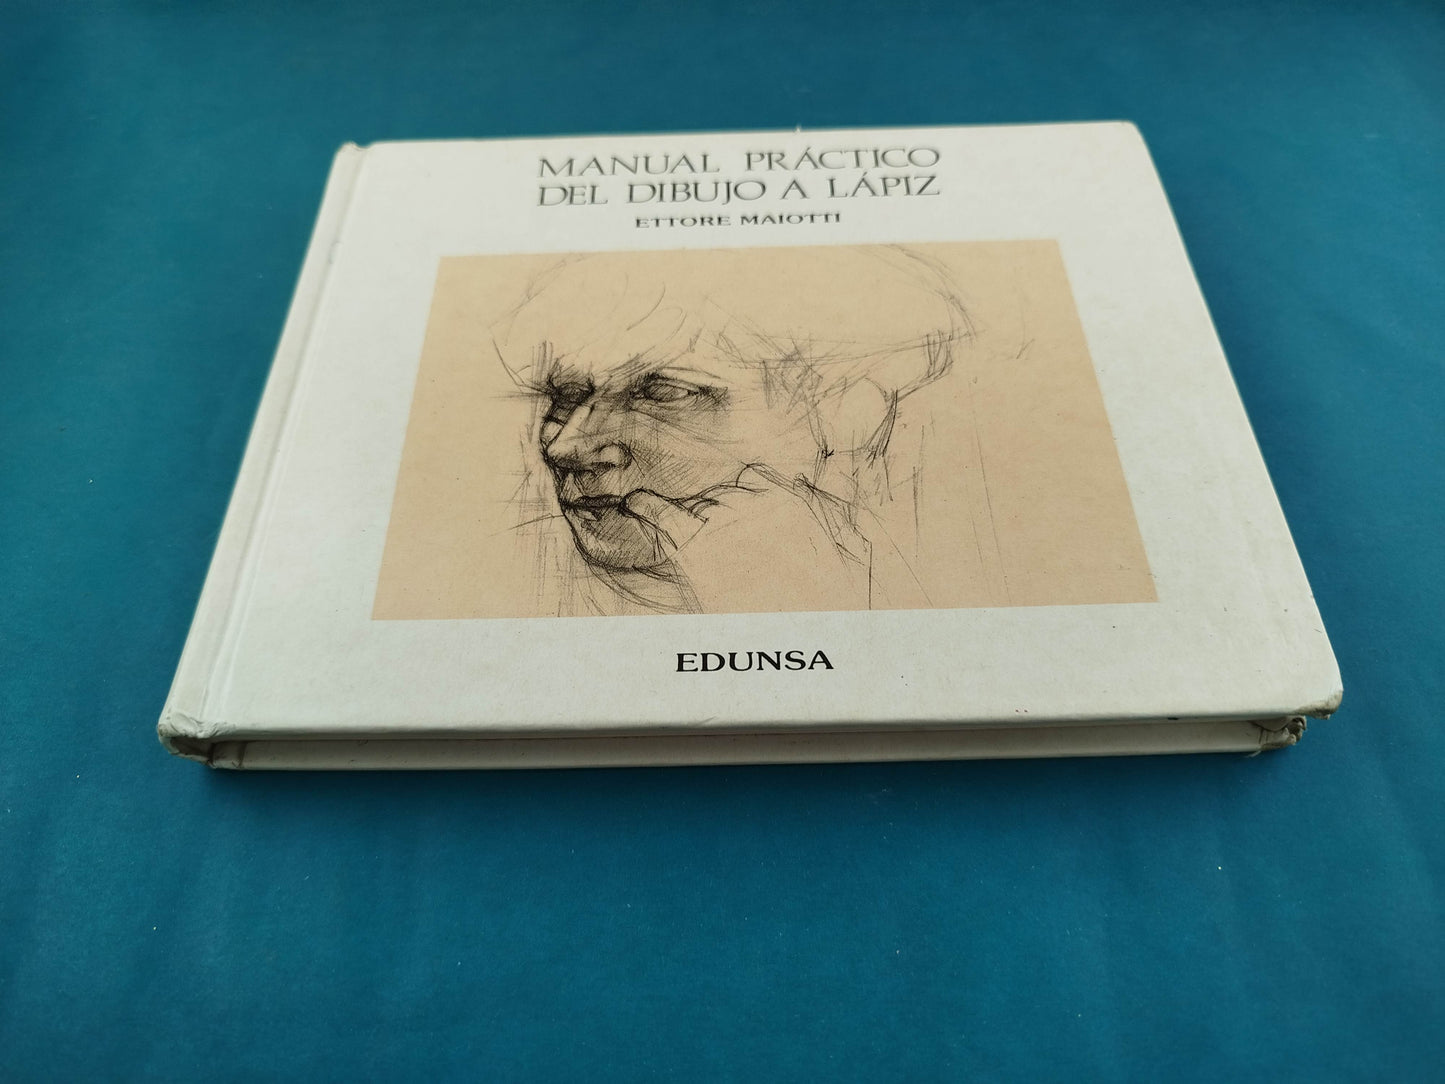 MANUAL PRÁCTICO
DEL DIBUJO A LÁPIZ
ETTORE MAIOTTI
EDUNSA